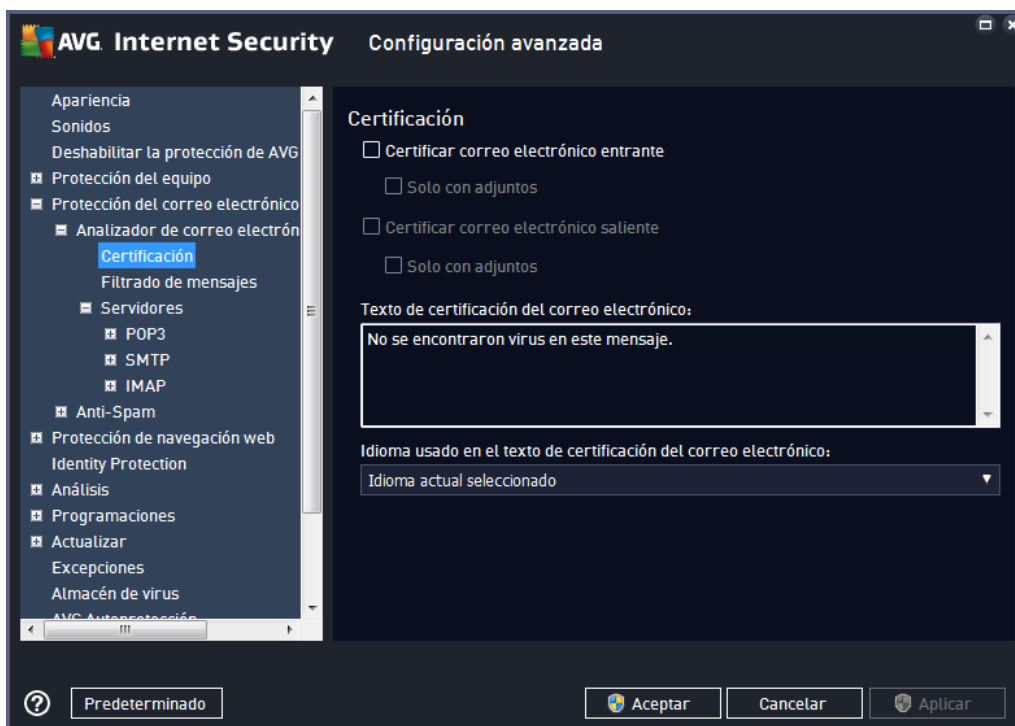 AVG. Internet Security Configuración avanzada
Apariencia
Sonidos
Deshabilitar la protección de AVG
Protección del equipo
Protección del correo electrónico
Analizador de correo electrón
Certificación
Filtrado de mensajes
Servidores
POP3
SMTP
IMAP
Anti-Spam
Protección de navegación web
Identity Protection
Análisis
Programaciones
Actualizar
Excepciones
Almacén de virus
AVG Autoprotección
Certificación
Certificar correo electrónico entrante
Solo con adjuntos
Certificar correo electrónico saliente
Solo con adjuntos
Texto de certificación del correo electrónico:
No se encontraron virus en este mensaje.
Idioma usado en el texto de certificación del correo electrónico:
Idioma actual seleccionado
Predeterminado
Aceptar
Cancelar
Aplicar